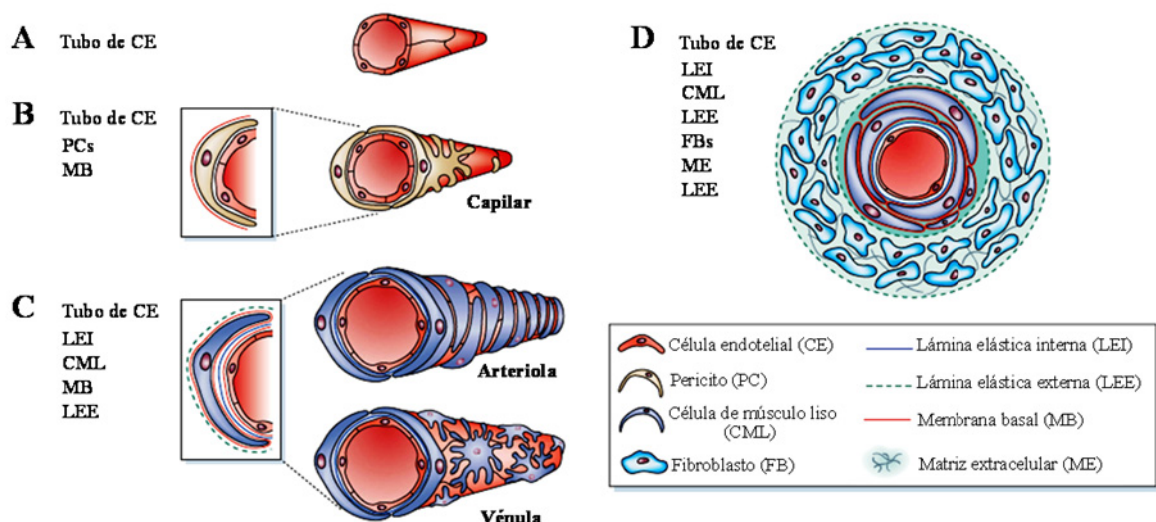 A
Tubo de CE
B
Tubo de CE
PCs
MB
Capilar
C
Tubo de CE
LEI
CML
MB
LEE
Arteriola
Vénula
D
Tubo de CE
LEI
CML
LEE
FBs
ME
LEE
Célula endotelial (CE)
Pericito (PC)
Célula de músculo liso
(CML)
Fibroblasto (FB)
Lámina elástica interna (LEI)
Lámina elástica externa (LEE)
Membrana basal (MB)
Matriz extracelular (ME)